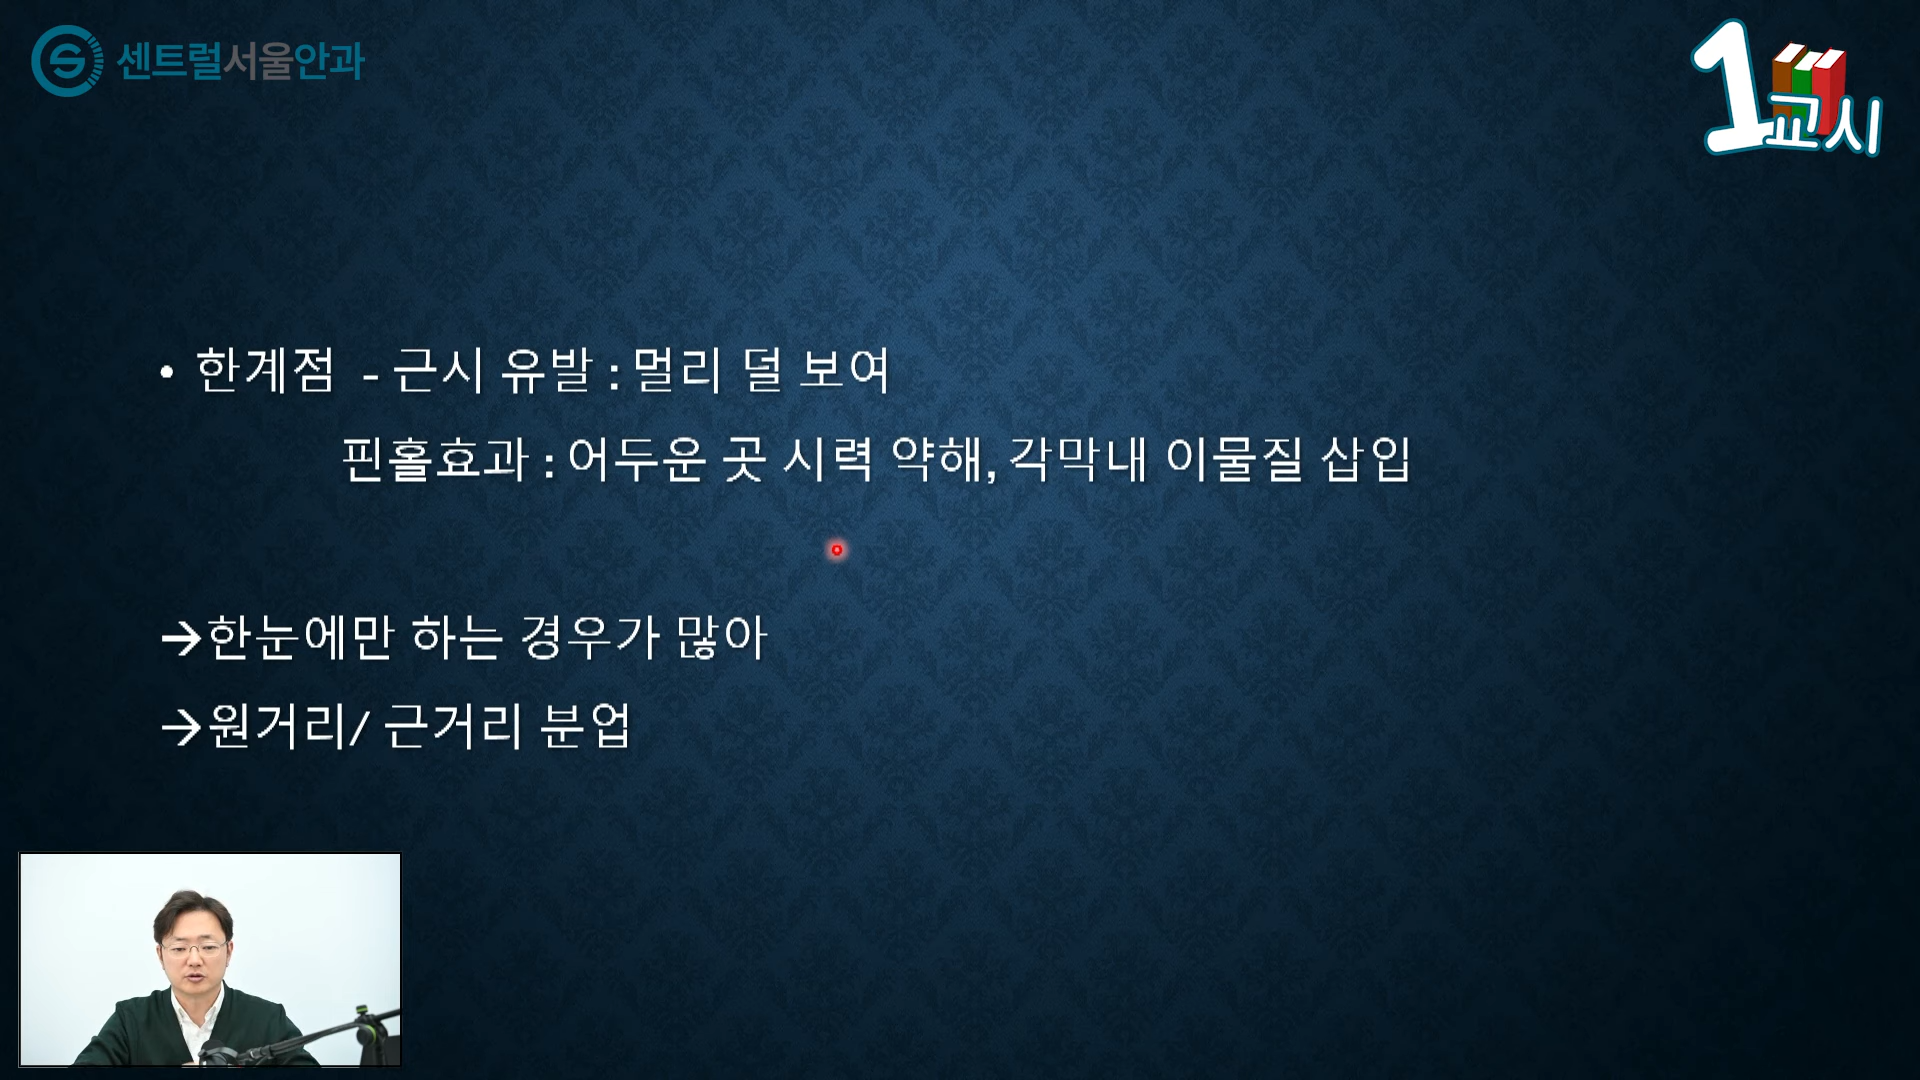 센트럴서울안과
1교시
• 한계점 - 근시 유발 : 멀리 덜 보여
핀홀효과 : 어두운 곳 시력 약해, 각막내 이물질 삽입
→한눈에만 하는 경우가 많아
→원거리/ 근거리 분업